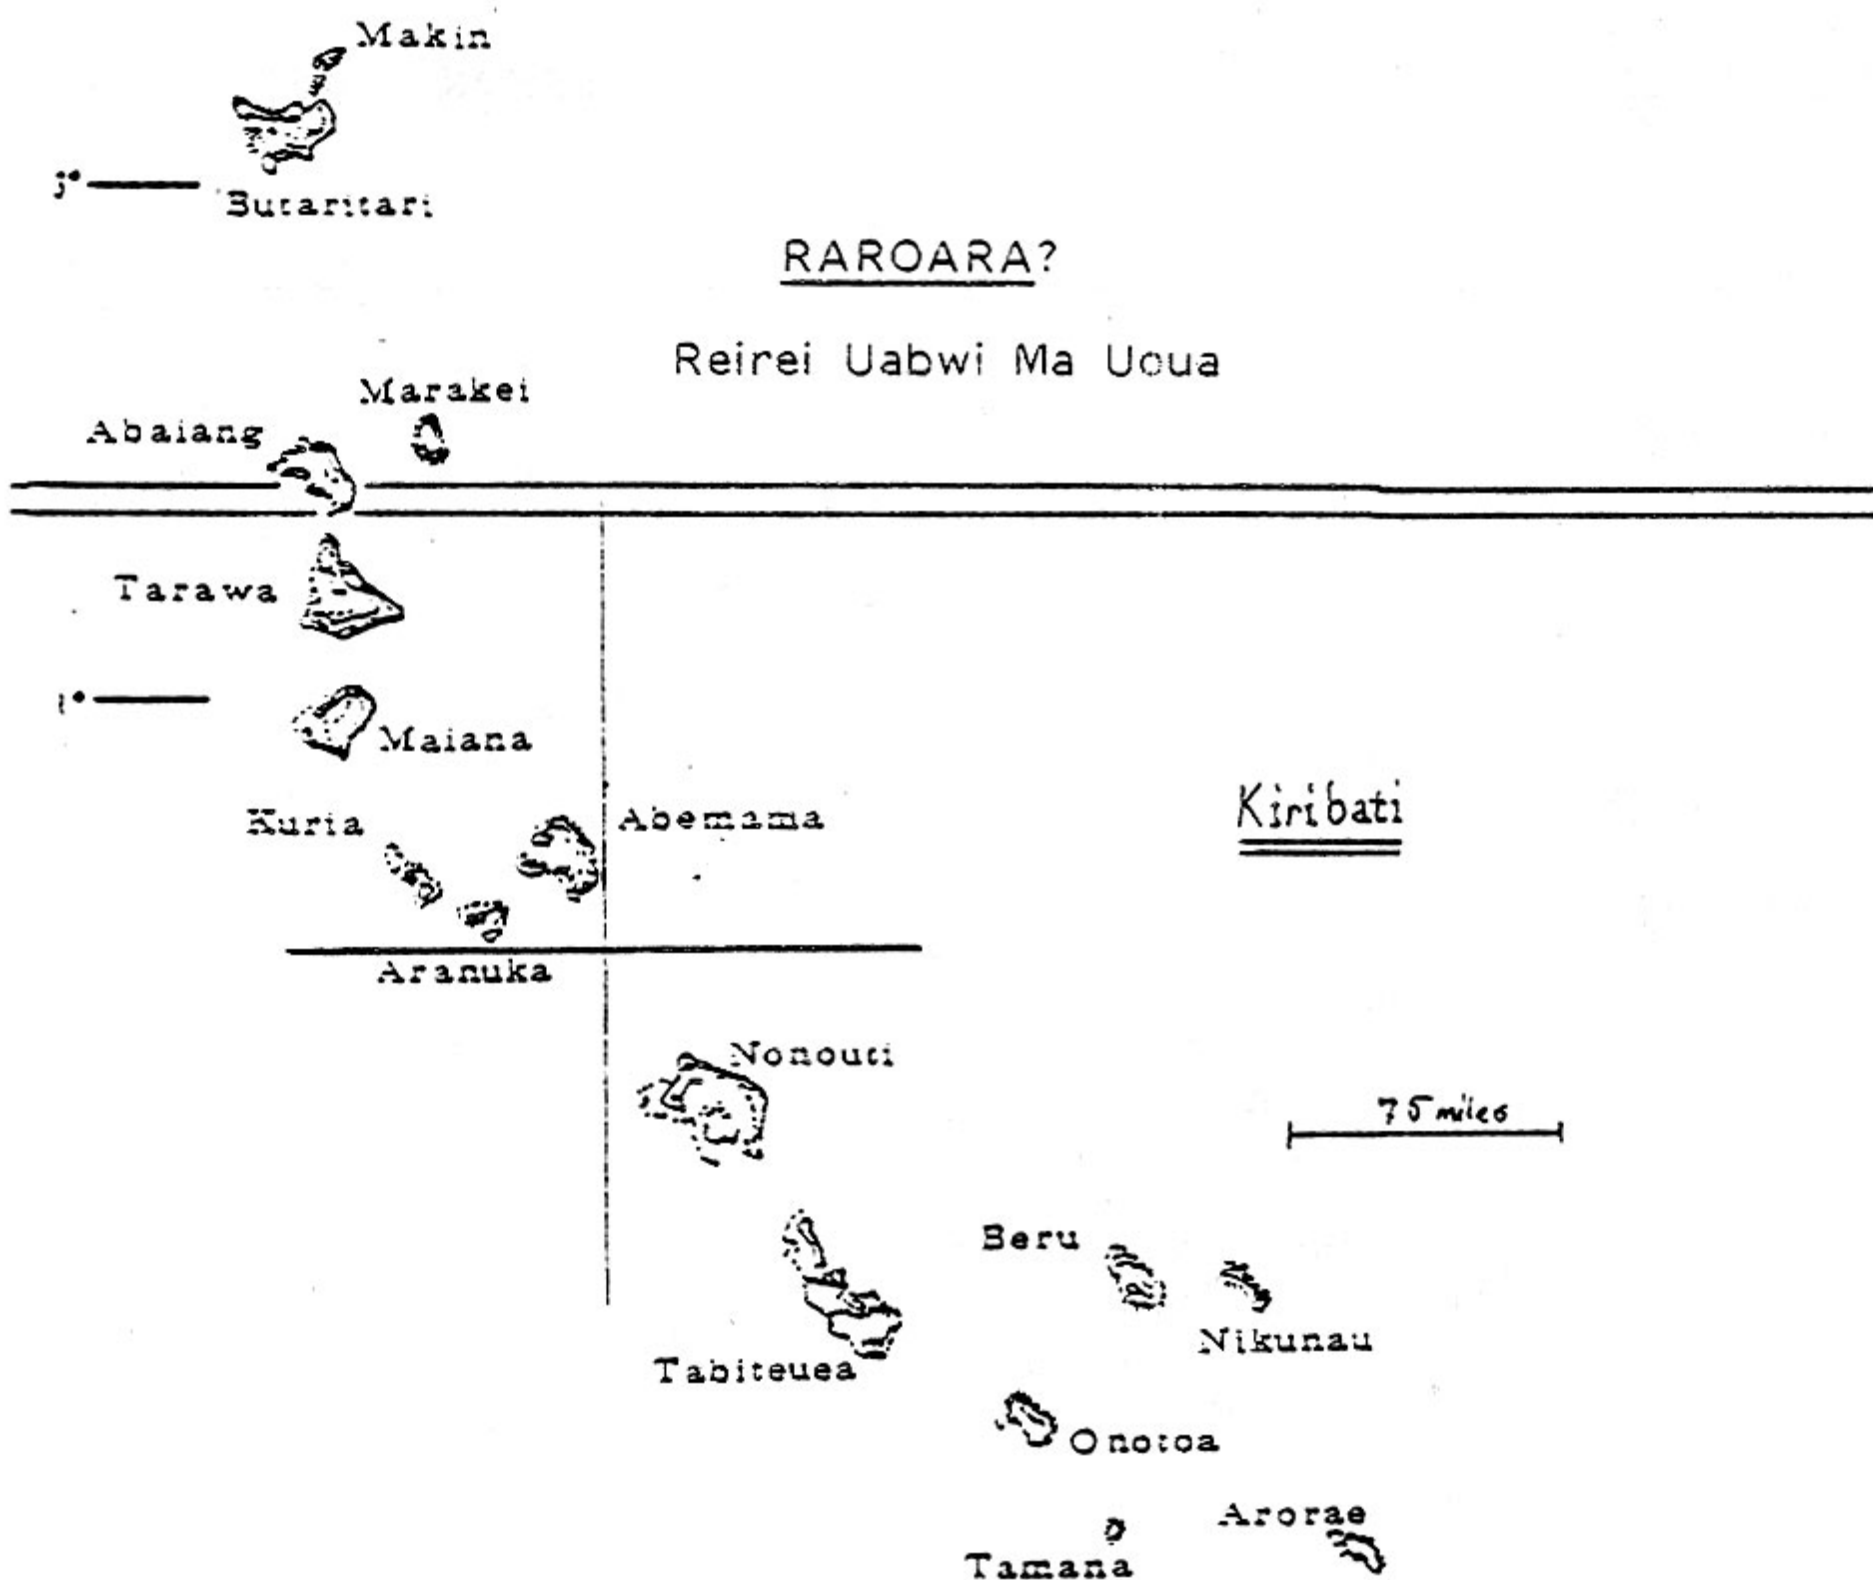 Makin
Butaritari
RAROARA?
Reirei Uabwi Ma Uoua
Marakei
Abaiang
Tarawa
Maiana
Kuria
Abemama
Kiribati
Aranuka
Nonouti
75 miles
Beru
Nikunau
Tabiteuea
Onotoa
Arorae
Tamana